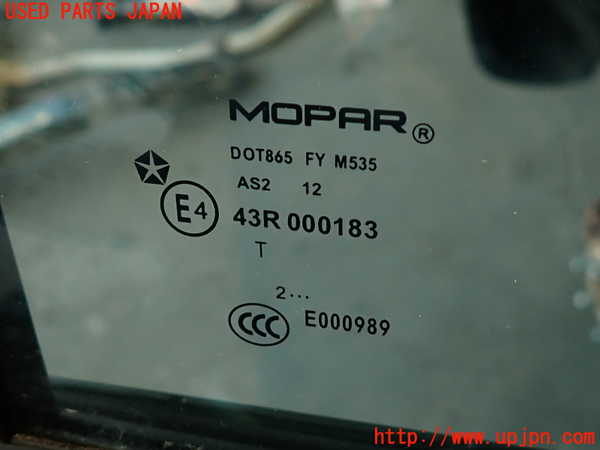 USED PARTS JAPAN
MOPAR®
DOT865 FY M535
AS2 12
E4
43R 000183
T
2...
CCC E000989
http://www.upjpn.com